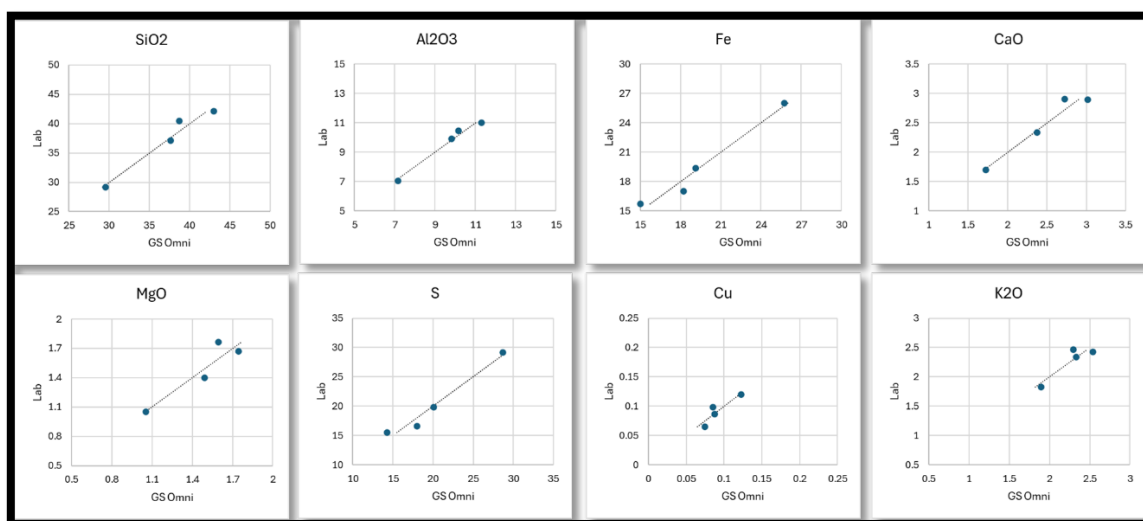 SiO2
50
45
40
35
30
25
25 30 35 40 45 50
Lab
GS Omni
Al2O3
15
13
11
9
7
5
5 7 9 11 13 15
Lab
GS Omni
Fe
30
27
24
21
18
15
15 18 21 24 27 30
Lab
GS Omni
CaO
3.5
3
2.5
2
1.5
1
1 1.5 2 2.5 3 3.5
Lab
GS Omni
MgO
2
1.7
1.4
1.1
0.8
0.5
0.5 0.8 1.1 1.4 1.7 2
Lab
GS Omni
S
35
30
25
20
15
10
10 15 20 25 30 35
Lab
GS Omni
Cu
0.25
0.2
0.15
0.1
0.05
0
0 0.05 0.1 0.15 0.2 0.25
Lab
GS Omni
K2O
3
2.5
2
1.5
1
0.5
0.5 1 1.5 2 2.5 3
Lab
GS Omni